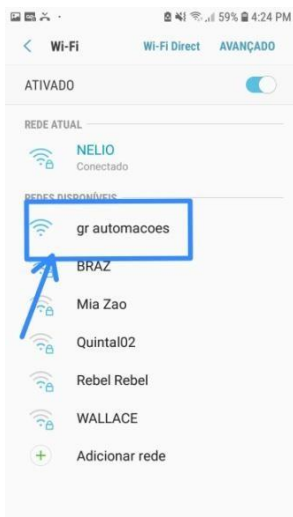 59% 4:24 PM
Wi-Fi Wi-Fi Direct AVANÇADO
ATIVADO
REDE ATUAL
NELIO
Conectado
REDES DISPONÍVEIS
gr automacoes
BRAZ
Mia Zao
Quintal02
Rebel Rebel
WALLACE
Adicionar rede